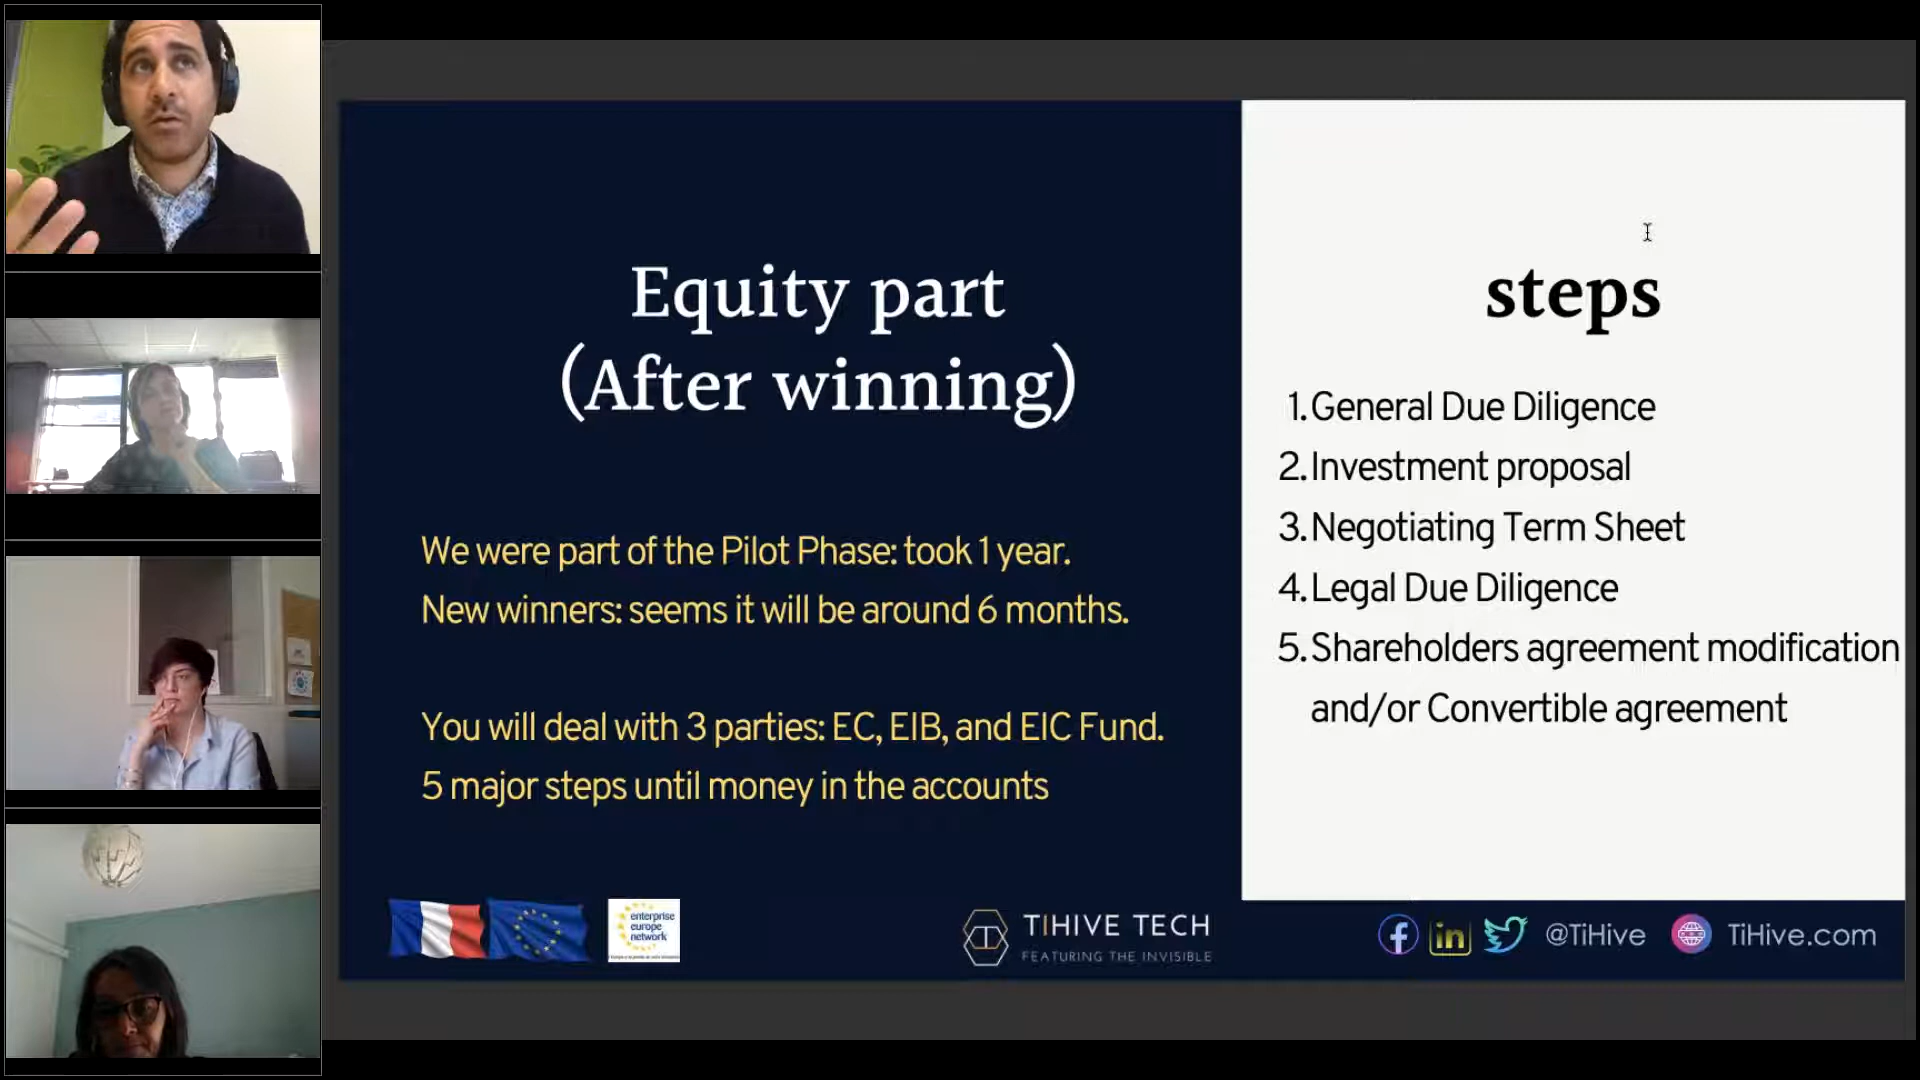 Equity part
(After winning)
We were part of the Pilot Phase: took 1 year.
New winners: seems it will be around 6 months.
You will deal with 3 parties: EC, EIB, and EIC Fund.
5 major steps until money in the accounts
steps
1. General Due Diligence
2. Investment proposal
3. Negotiating Term Sheet
4. Legal Due Diligence
5. Shareholders agreement modification
and/or Convertible agreement
enterprise
europe
network
TIHIVE TECH
FEATURING THE INVISIBLE
@TiHive
TiHive.com